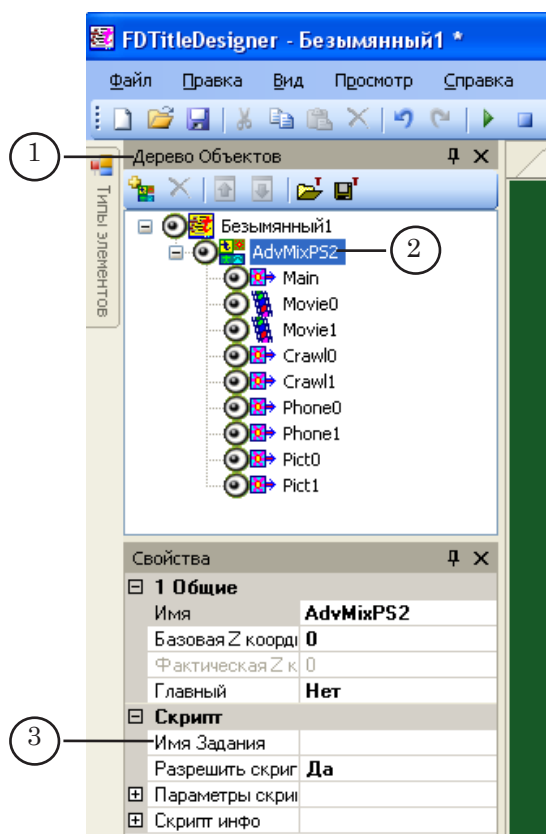 FDTitleDesigner - Безымянный1 *
Файл Правка Вид Просмотр Справка
1
Дерево Объектов
Типы элементов
Безымянный1
AdvMixPS2
2
Main
Movie0
Movie1
Crawl0
Crawl1
Phone0
Phone1
Pict0
Pict1
Свойства
1 Общие
Имя AdvMixPS2
Базовая Z коорди 0
Фактическая Z к 0
Главный Нет
Скрипт
3
Имя Задания
Разрешить скрип Да
Параметры скри
Скрипт инфо